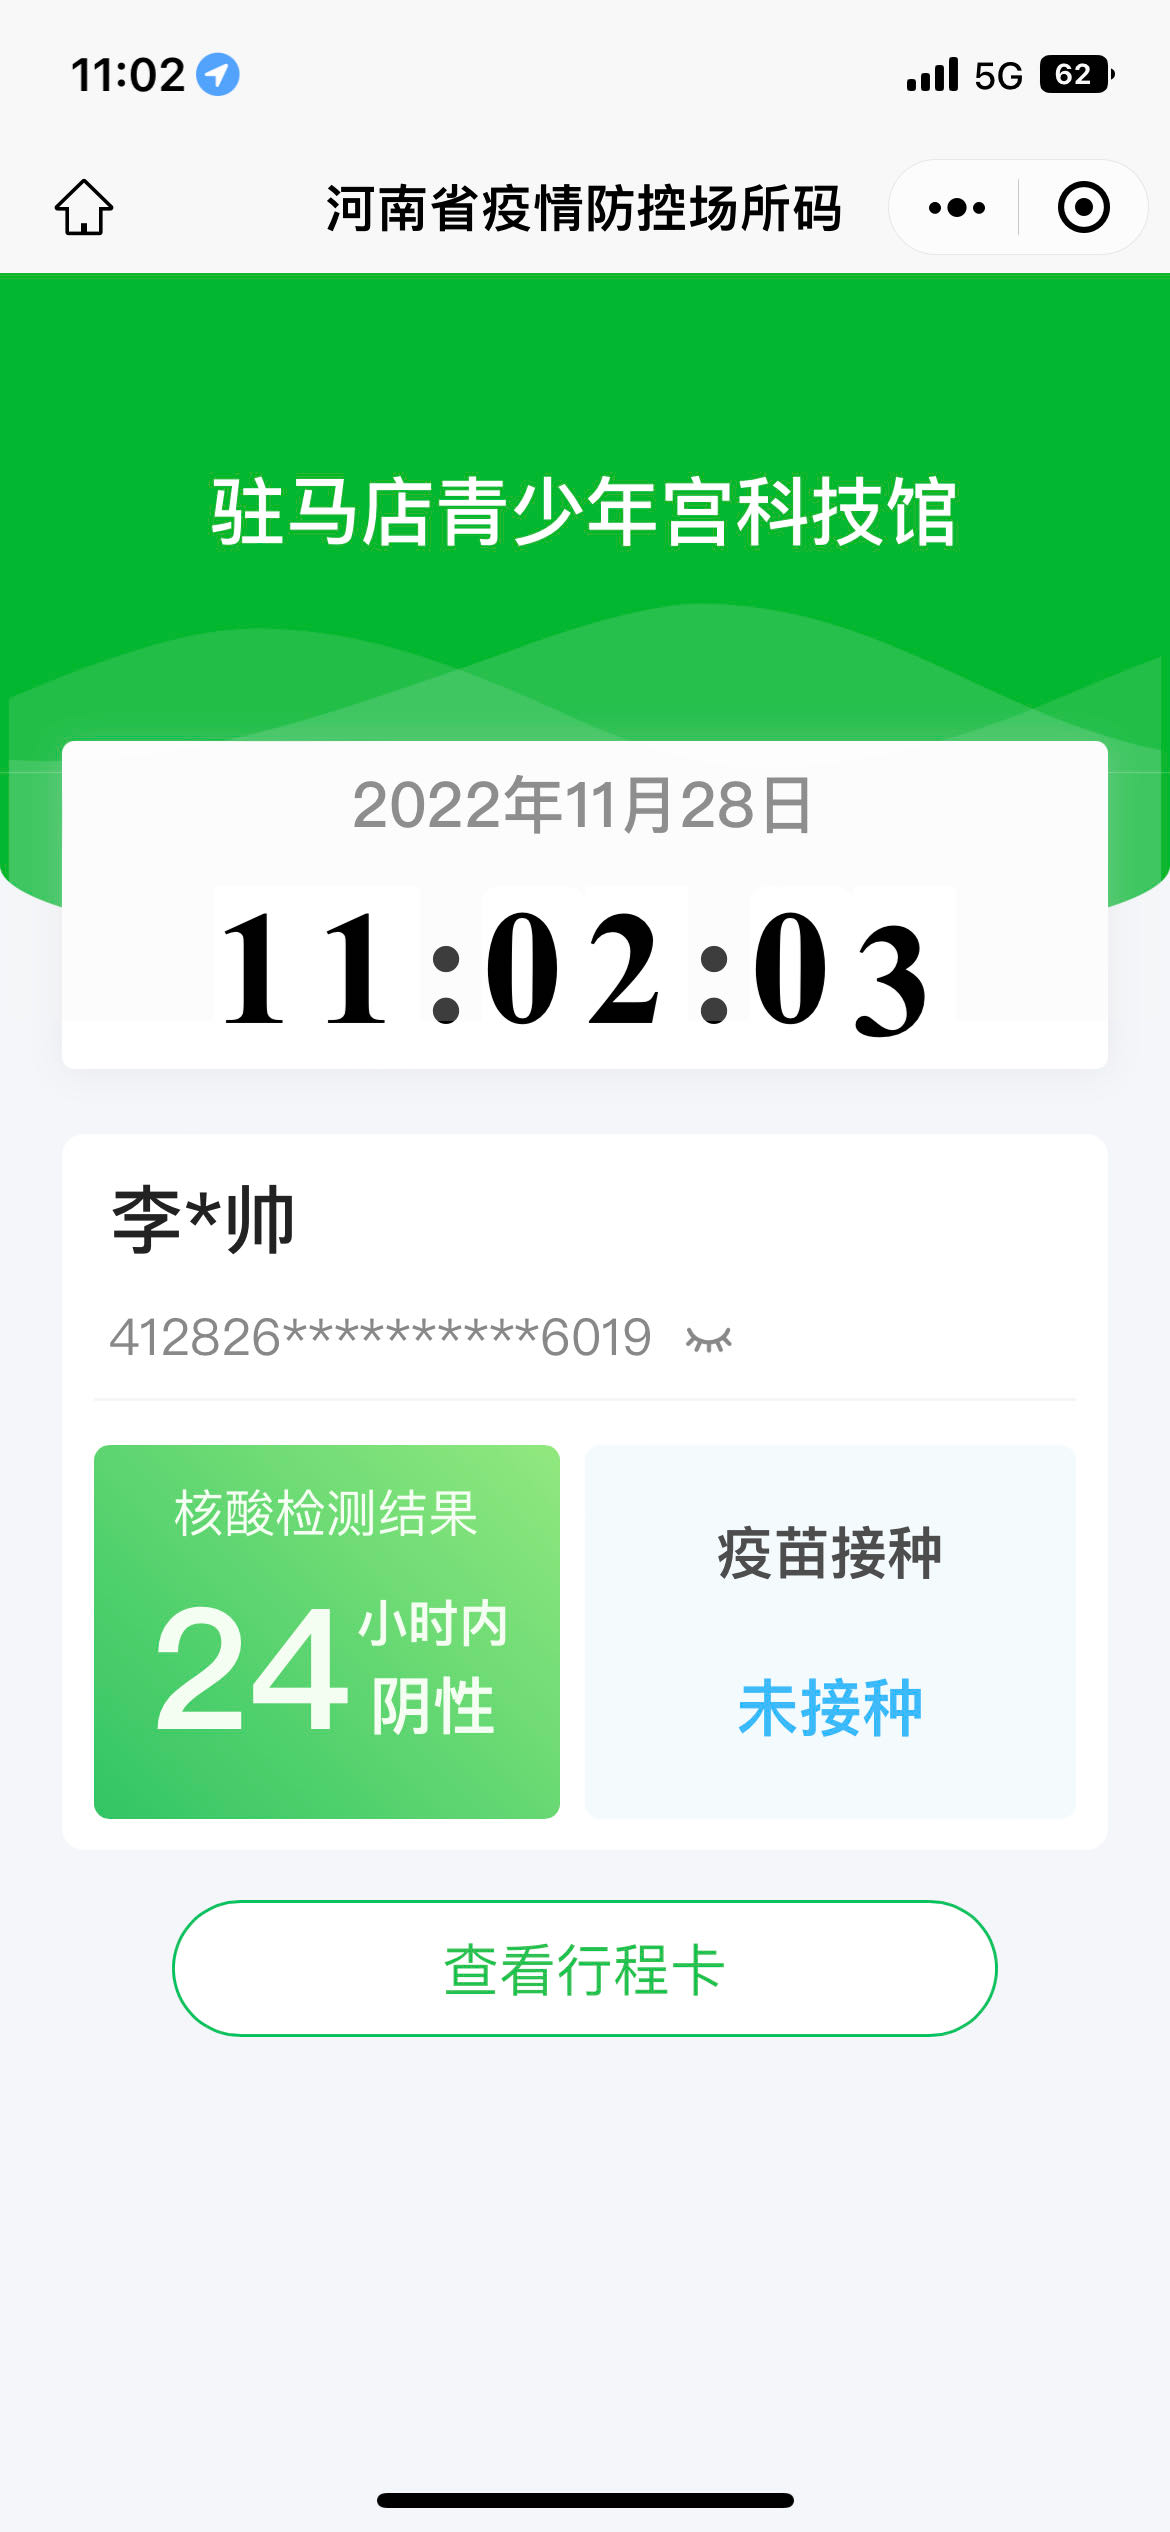 11:02
5G
62
河南省疫情防控场所码
驻马店青少年宫科技馆
2022年11月28日
11:02:03
李*帅
412826**********6019
核酸检测结果
24
小时内
阴性
疫苗接种
未接种
查看行程卡